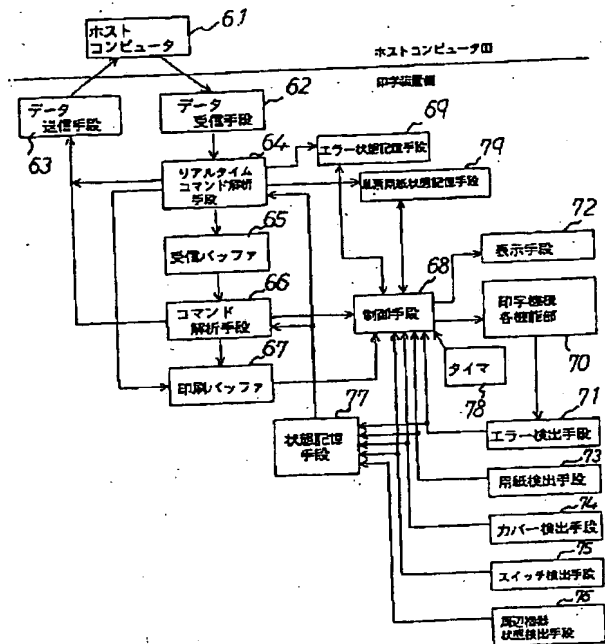 61
ホスト
コンピュータ
ホストコンピュータ側
印字装置側
データ
送信手段
63
データ
受信手段
62
64
リアルタイム
コマンド解析
手段
69
エラー状態記憶手段
79
単票用紙状態記憶手段
65
受信バッファ
66
コマンド
解析手段
67
印刷バッファ
68
制御手段
72
表示手段
印字機構
各機能部
70
タイマ
78
77
状態記憶
手段
71
エラー検出手段
73
用紙検出手段
74
カバー検出手段
75
スイッチ検出手段
76
周辺機器
状態検出手段